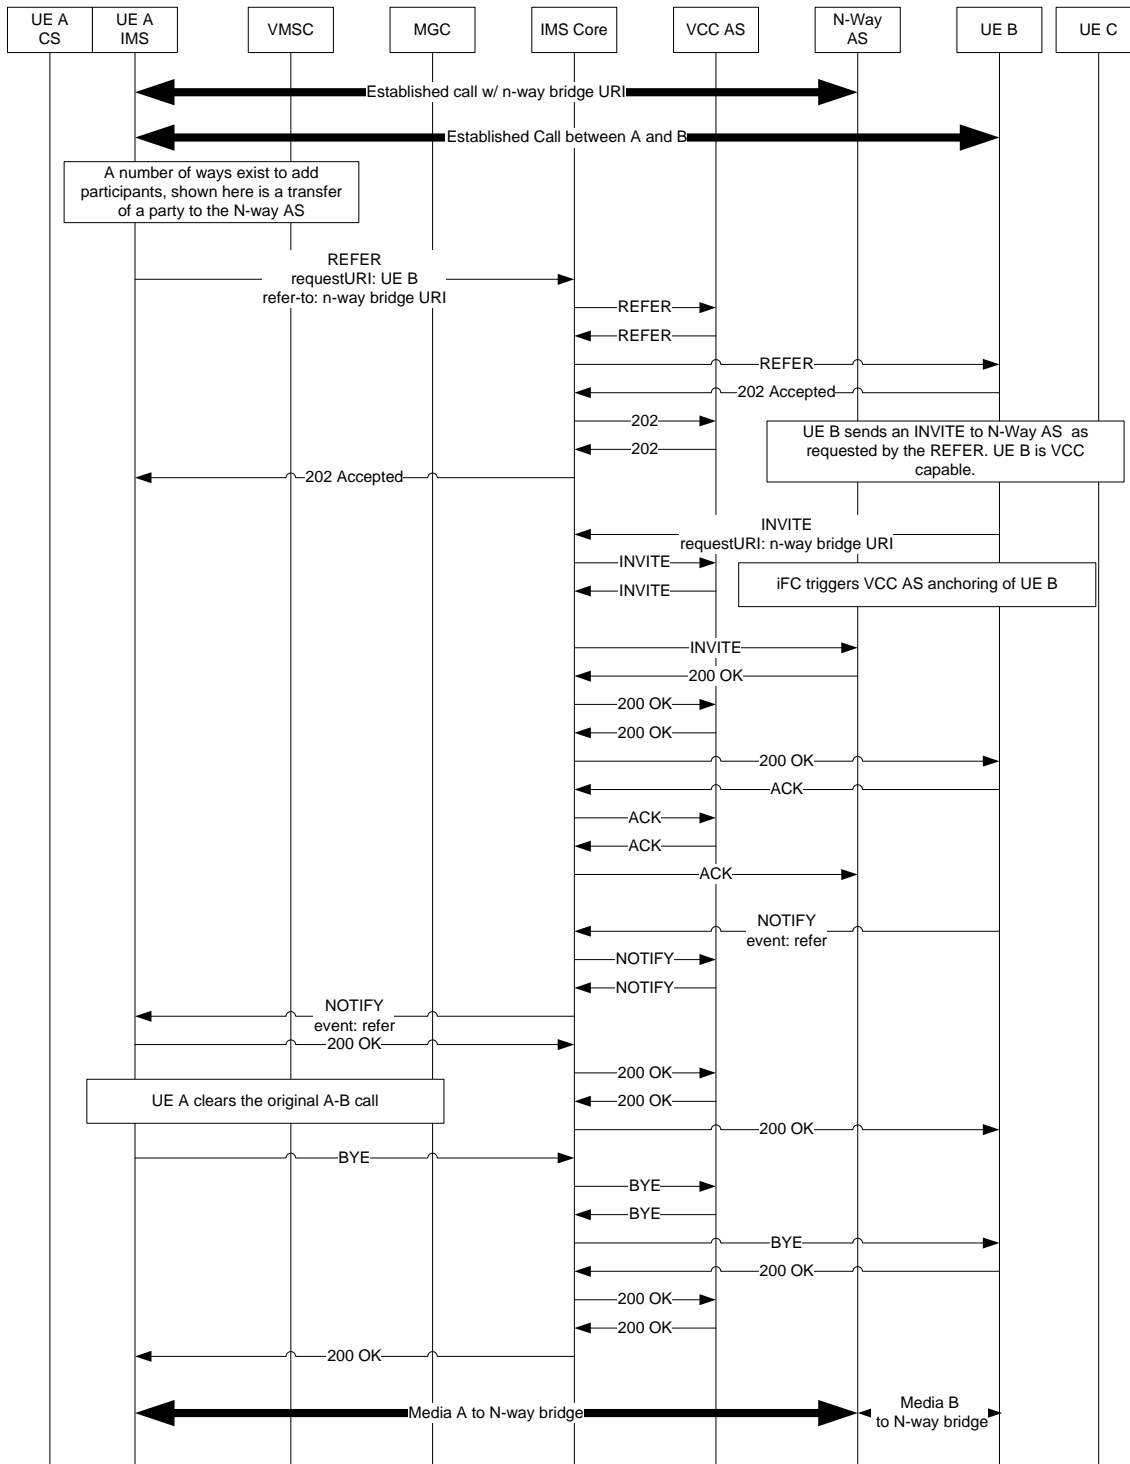 UE A
CS
UE A
IMS
VMSC
MGC
IMS Core
VCC AS
N-Way
AS
UE B
UE C
Established call w/ n-way bridge URI
Established Call between A and B
A number of ways exist to add
participants, shown here is a transfer
of a party to the N-way AS
REFER
requestURI: UE B
refer-to: n-way bridge URI
REFER
REFER
REFER
202 Accepted
202
202
202 Accepted
UE B sends an INVITE to N-Way AS as
requested by the REFER. UE B is VCC
capable.
INVITE
requestURI: n-way bridge URI
INVITE
INVITE
iFC triggers VCC AS anchoring of UE B
INVITE
200 OK
200 OK
200 OK
200 OK
ACK
ACK
ACK
ACK
NOTIFY
event: refer
NOTIFY
NOTIFY
NOTIFY
event: refer
200 OK
200 OK
UE A clears the original A-B call
200 OK
200 OK
BYE
BYE
BYE
BYE
200 OK
200 OK
200 OK
200 OK
Media A to N-way bridge
Media B
to N-way bridge